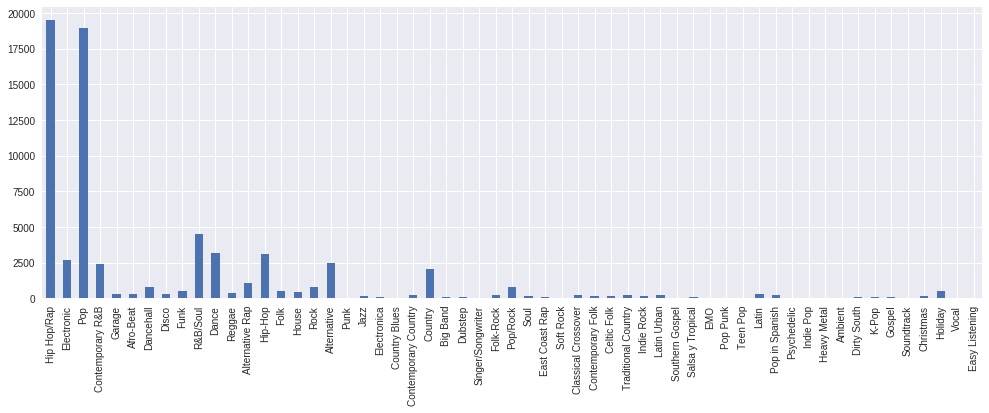 20000
17500
15000
12500
10000
7500
5000
2500
0
Hip Hop/Rap
Electronic
Pop
Contemporary R&B
Garage
Afro-Beat
Dancehall
Disco
Funk
R&B/Soul
Dance
Reggae
Alternative Rap
Hip-Hop
Folk
House
Rock
Alternative
Punk
Jazz
Electronica
Country Blues
Contemporary Country
Country
Big Band
Dubstep
Singer/Songwriter
Folk-Rock
Pop/Rock
Soul
East Coast Rap
Soft Rock
Classical Crossover
Contemporary Folk
Celtic Folk
Traditional Country
Indie Rock
Latin Urban
Southern Gospel
Salsa y Tropical
EMO
Pop Punk
Teen Pop
Latin
Pop in Spanish
Psychedelic
Indie Pop
Heavy Metal
Ambient
Dirty South
K-Pop
Gospel
Soundtrack
Christmas
Holiday
Vocal
Easy Listening